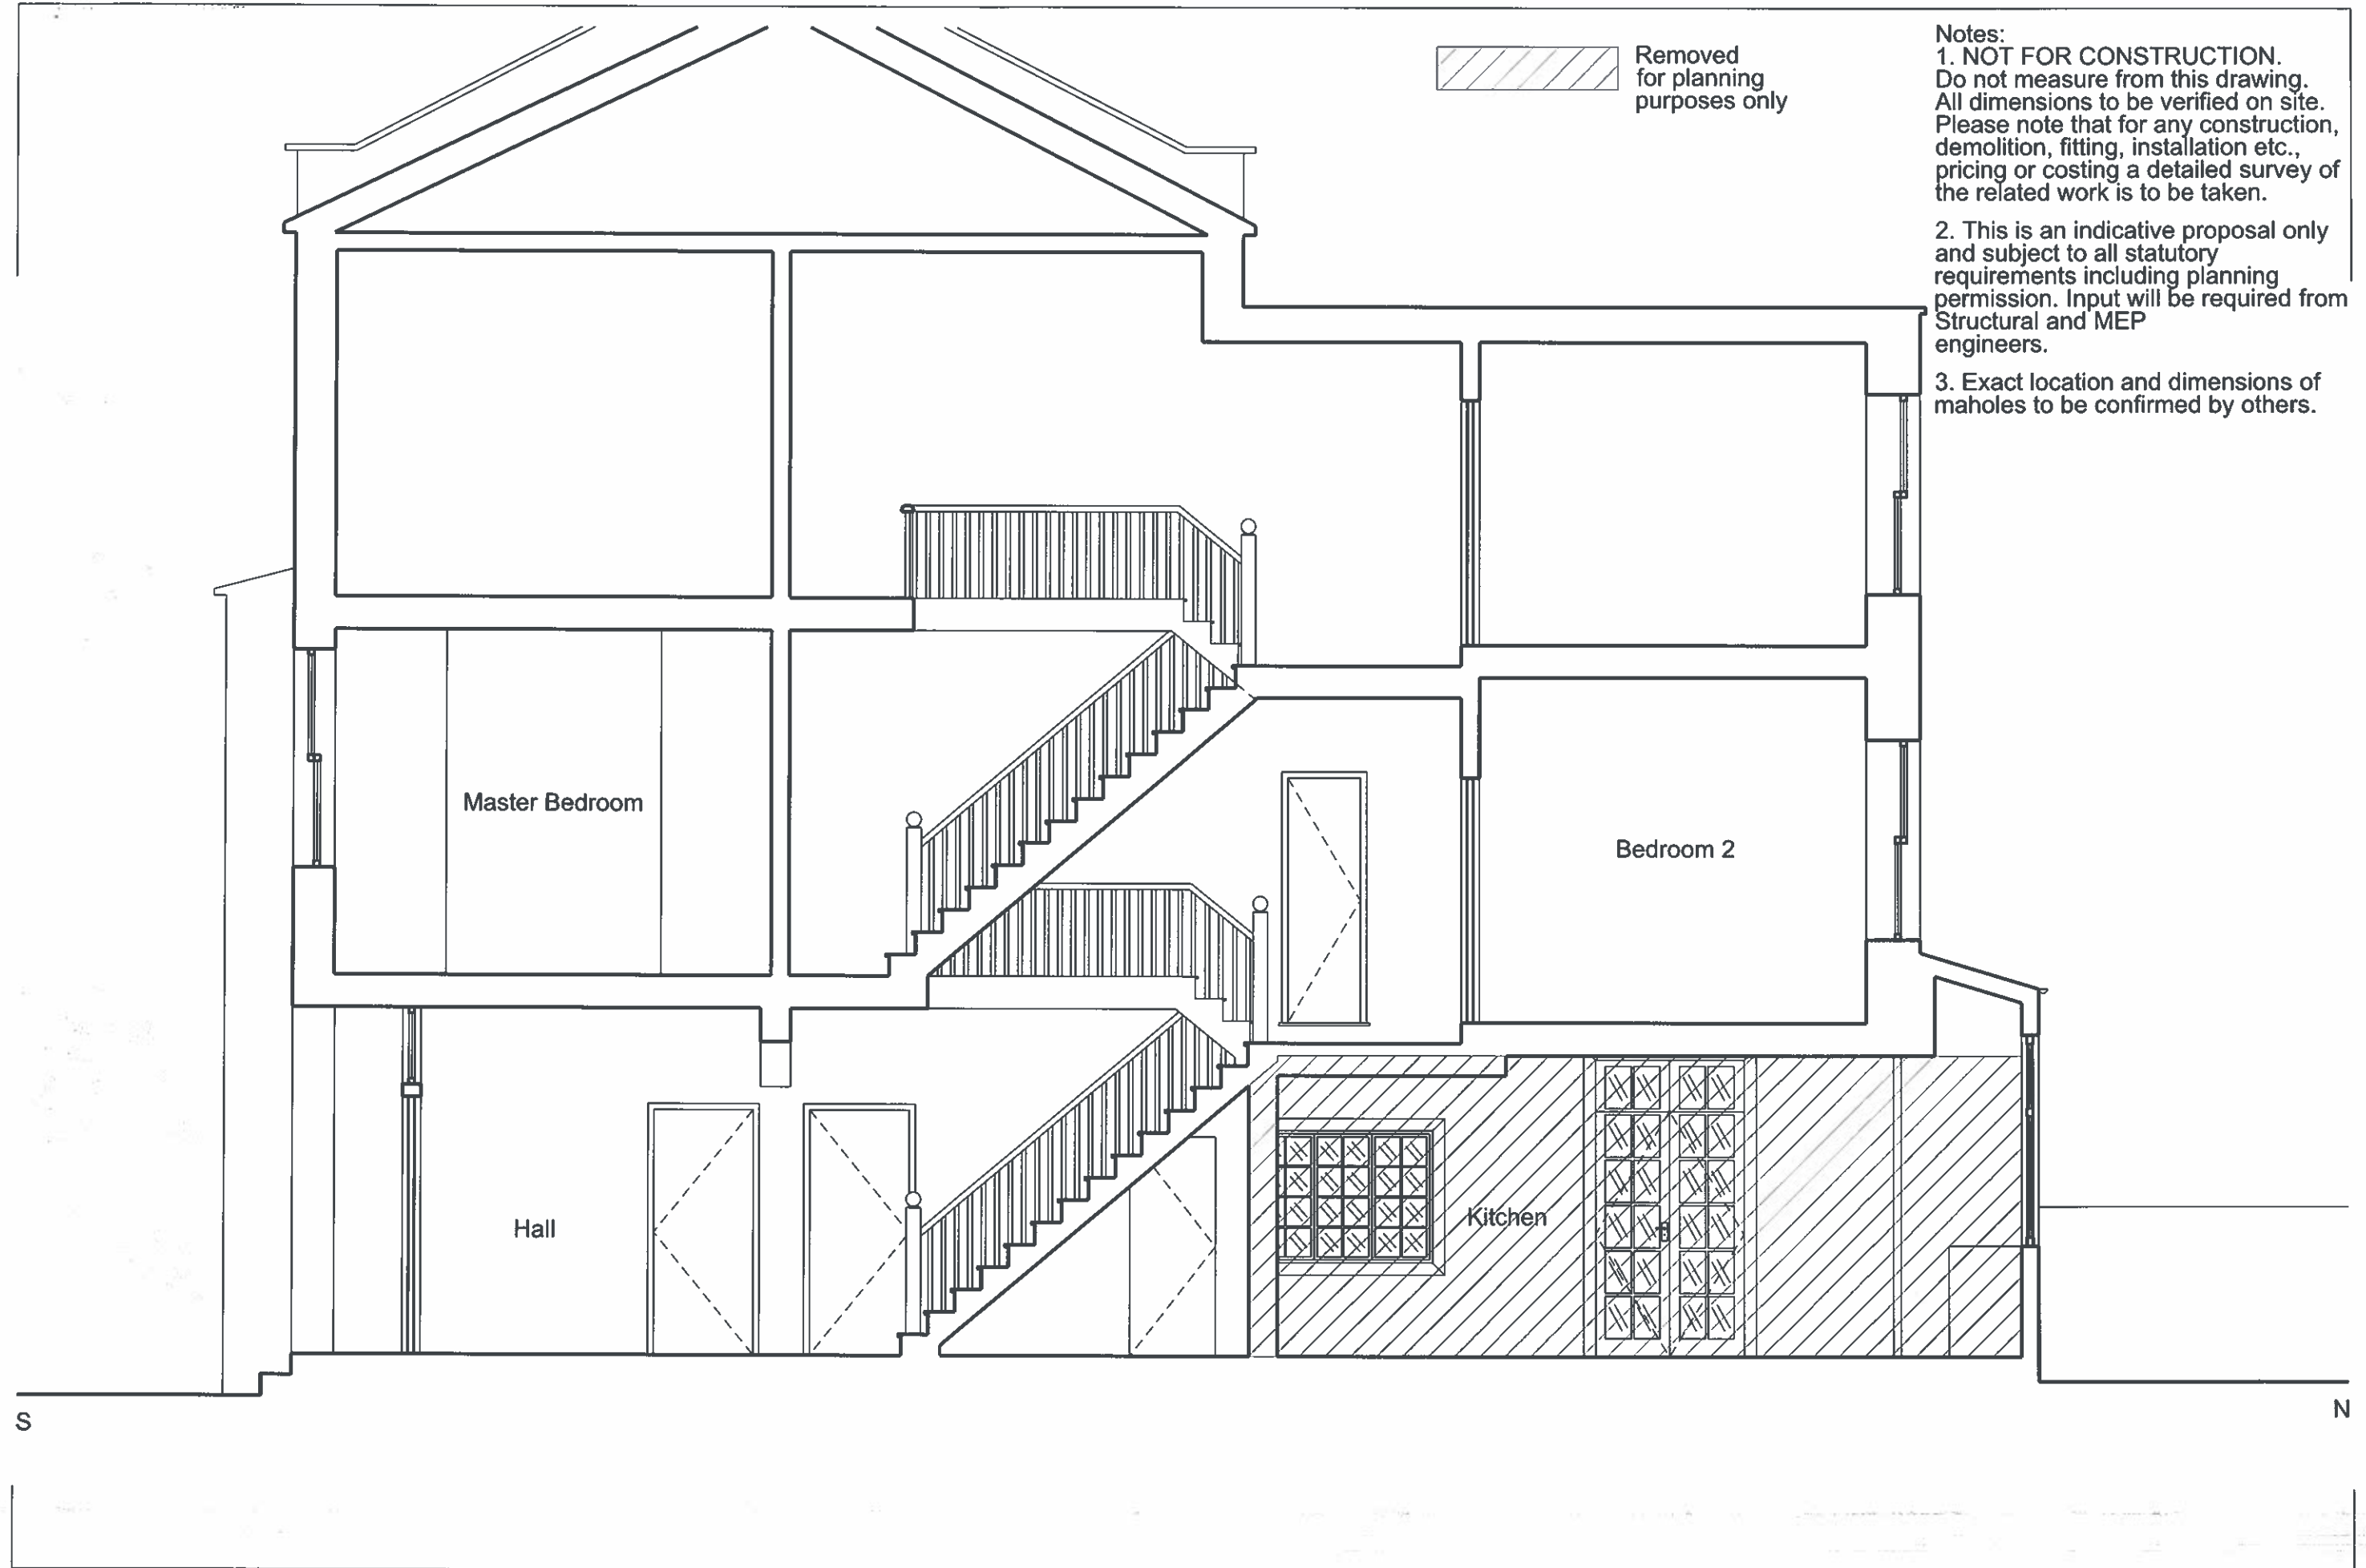 Removed
for planning
purposes only
Notes:
1. NOT FOR CONSTRUCTION.
Do not measure from this drawing.
All dimensions to be verified on site.
Please note that for any construction,
demolition, fitting, installation etc.,
pricing or costing a detailed survey of
the related work is to be taken.
2. This is an indicative proposal only
and subject to all statutory
requirements including planning
permission. Input will be required from
Structural and MEP
engineers.
3. Exact location and dimensions of
maholes to be confirmed by others.
Master Bedroom
Bedroom 2
Hall
Kitchen
S
N